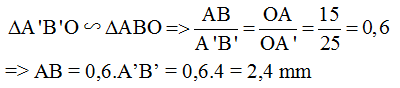 ΔA'B'O ∽ ΔABO => AB/A'B' = OA/OA' = 15/25 = 0,6
=> AB = 0,6.A’B’ = 0,6.4 = 2,4 mm